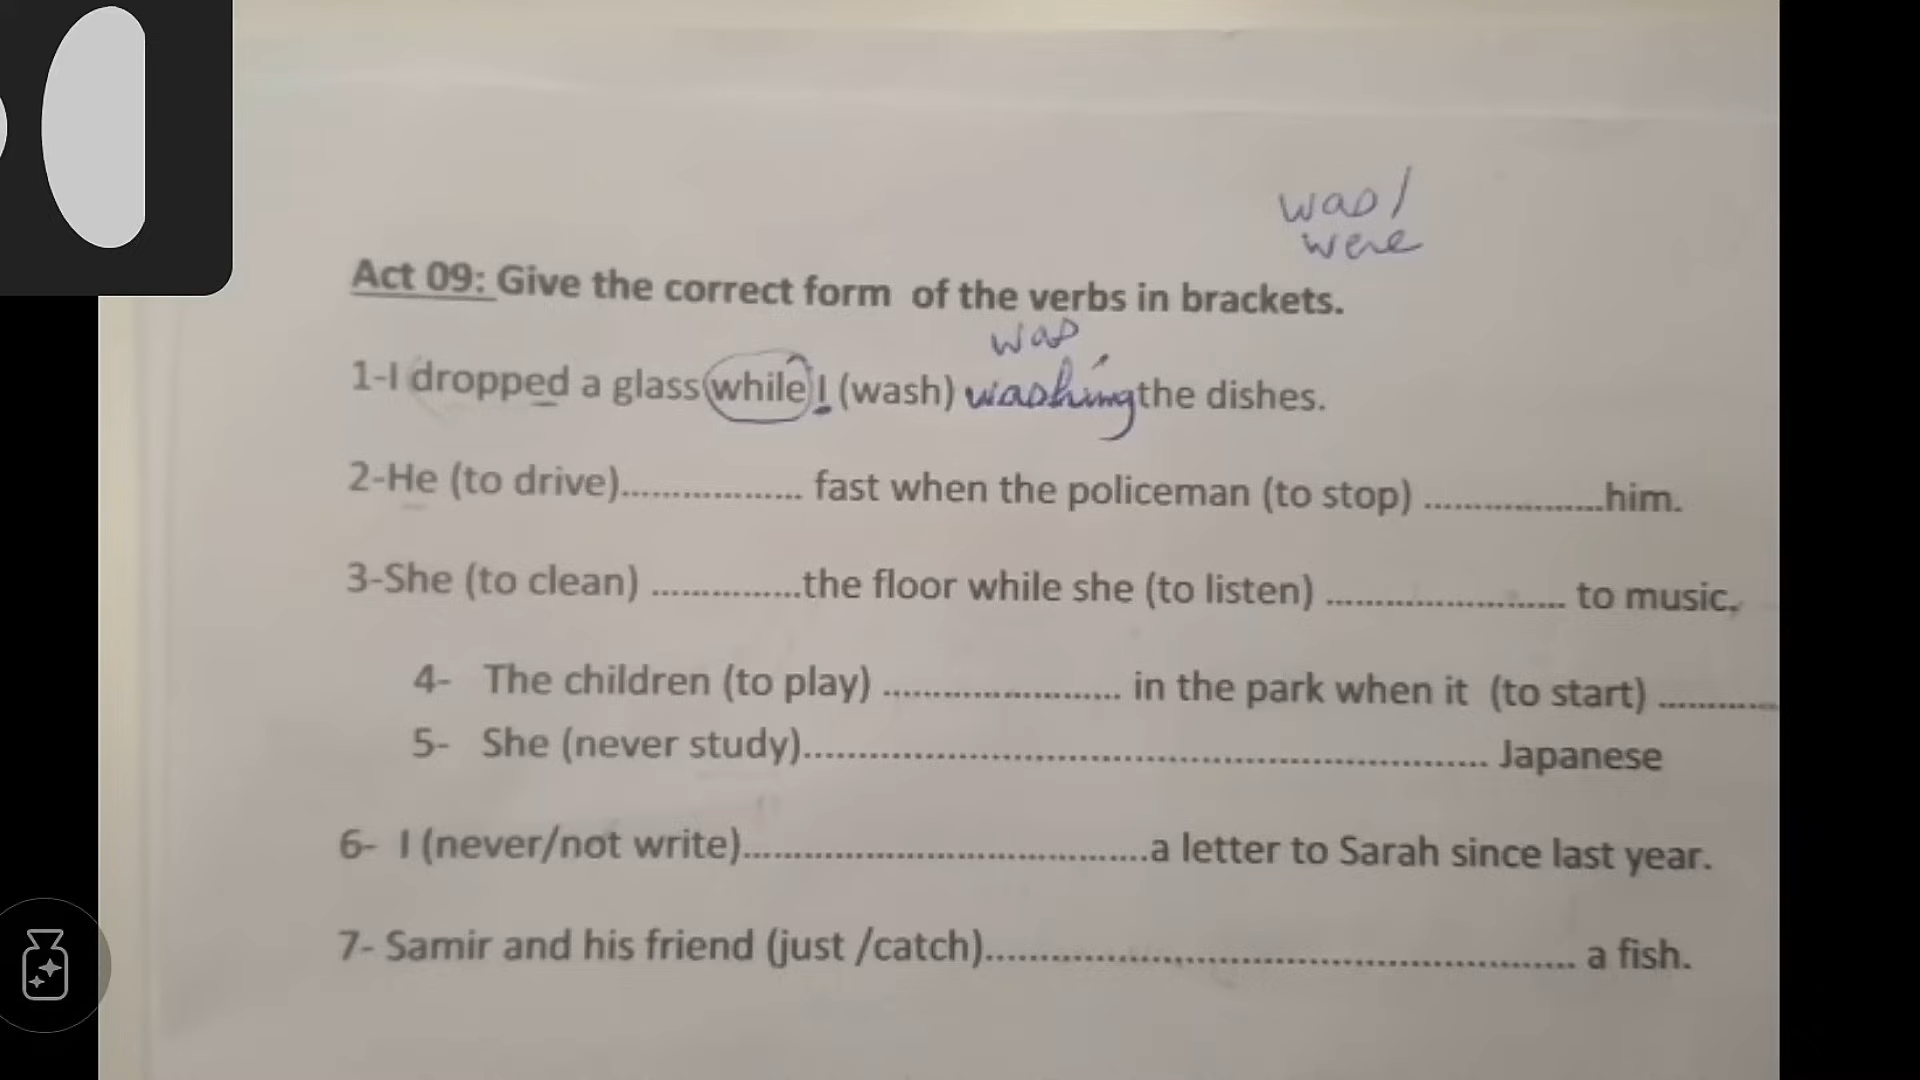 was/
were
Act 09: Give the correct form of the verbs in brackets.
was
1-I dropped a glass while I (wash) washing the dishes.
2-He (to drive).................. fast when the policeman (to stop) ..................him.
3-She (to clean) ...............the floor while she (to listen) ........................ to music.
4- The children (to play) ........................ in the park when it (to start) ............
5- She (never study)..................................................................... Japanese
6- I (never/not write).........................................a letter to Sarah since last year.
7- Samir and his friend (just /catch)............................................................ a fish.